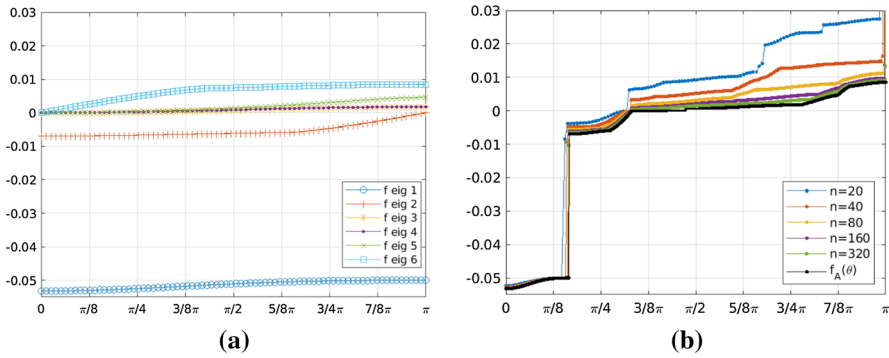 0.03
0.02
0.01
0
-0.01
-0.02
-0.03
-0.04
-0.05
0 π/8 π/4 3/8π π/2 5/8π 3/4π 7/8π π
f eig 1
f eig 2
f eig 3
f eig 4
f eig 5
f eig 6
(a)
0.03
0.02
0.01
0
-0.01
-0.02
-0.03
-0.04
-0.05
0 π/8 π/4 3/8π π/2 5/8π 3/4π 7/8π π
n=20
n=40
n=80
n=160
n=320
f_A(θ)
(b)